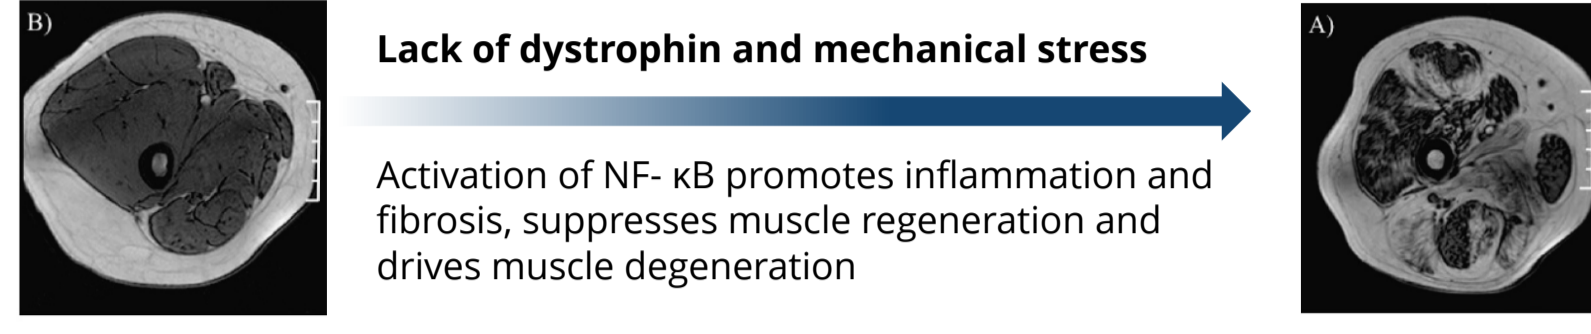 B)
Lack of dystrophin and mechanical stress
Activation of NF- κB promotes inflammation and
fibrosis, suppresses muscle regeneration and
drives muscle degeneration
A)